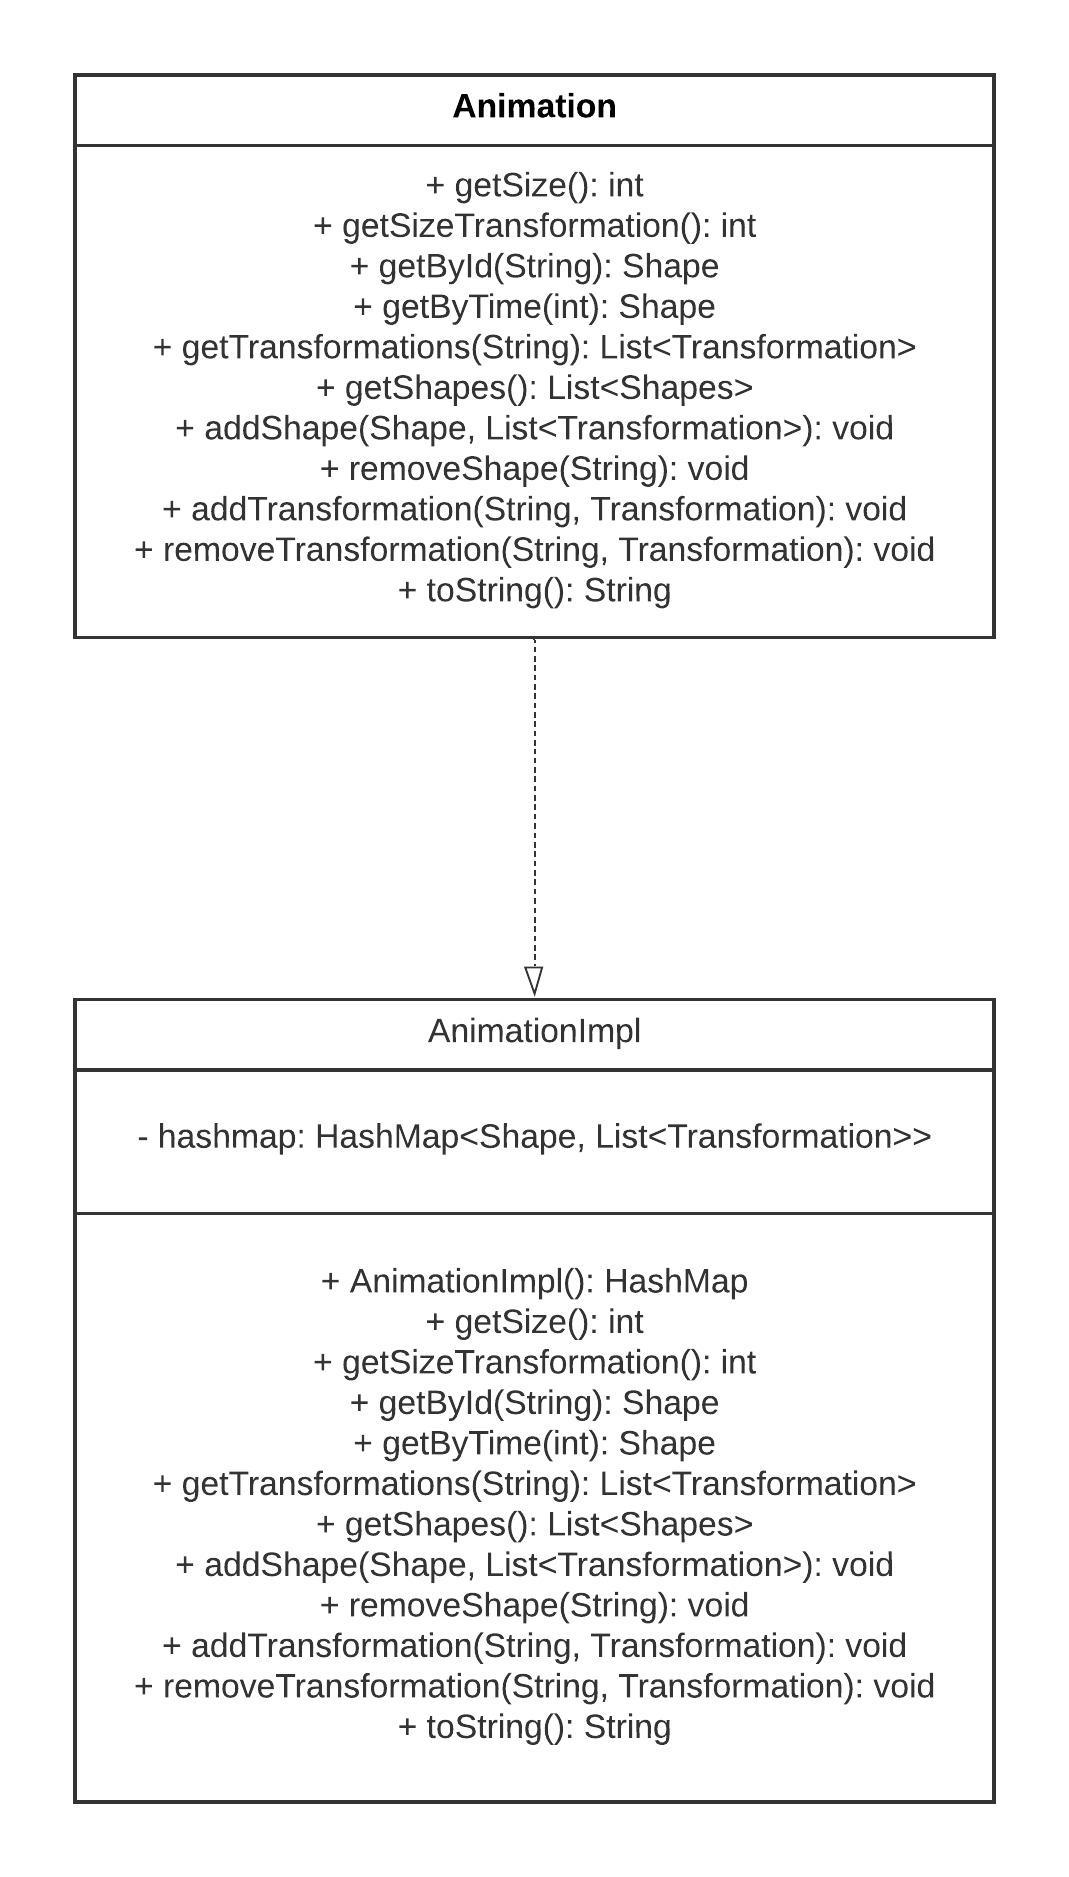 Animation
+ getSize(): int
+ getSizeTransformation(): int
+ getById(String): Shape
+ getByTime(int): Shape
+ getTransformations(String): List<Transformation>
+ getShapes(): List<Shapes>
+ addShape(Shape, List<Transformation>): void
+ removeShape(String): void
+ addTransformation(String, Transformation): void
+ removeTransformation(String, Transformation): void
+ toString(): String
AnimationImpl
- hashmap: HashMap<Shape, List<Transformation>>
+ AnimationImpl(): HashMap
+ getSize(): int
+ getSizeTransformation(): int
+ getById(String): Shape
+ getByTime(int): Shape
+ getTransformations(String): List<Transformation>
+ getShapes(): List<Shapes>
+ addShape(Shape, List<Transformation>): void
+ removeShape(String): void
+ addTransformation(String, Transformation): void
+ removeTransformation(String, Transformation): void
+ toString(): String